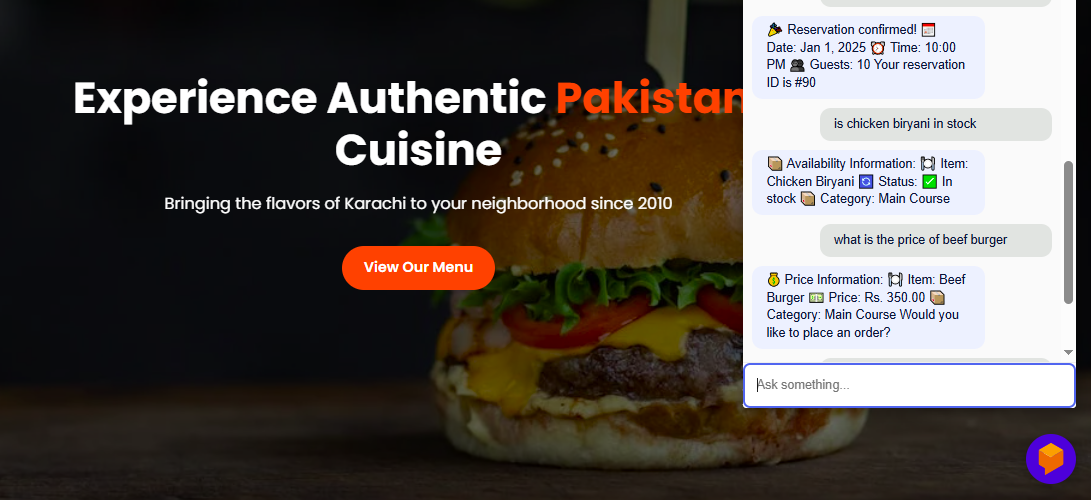 Experience Authentic Pakistan
Cuisine
Bringing the flavors of Karachi to your neighborhood since 2010
View Our Menu
🎉 Reservation confirmed! 📅
Date: Jan 1, 2025 ⏰ Time: 10:00
PM 👥 Guests: 10 Your reservation
ID is #90
is chicken biryani in stock
📦 Availability Information: 🍽️ Item:
Chicken Biryani 🔄 Status: ✅ In
stock 📦 Category: Main Course
what is the price of beef burger
💰 Price Information: 🍽️ Item: Beef
Burger 💵 Price: Rs. 350.00 📦
Category: Main Course Would you
like to place an order?
Ask something...